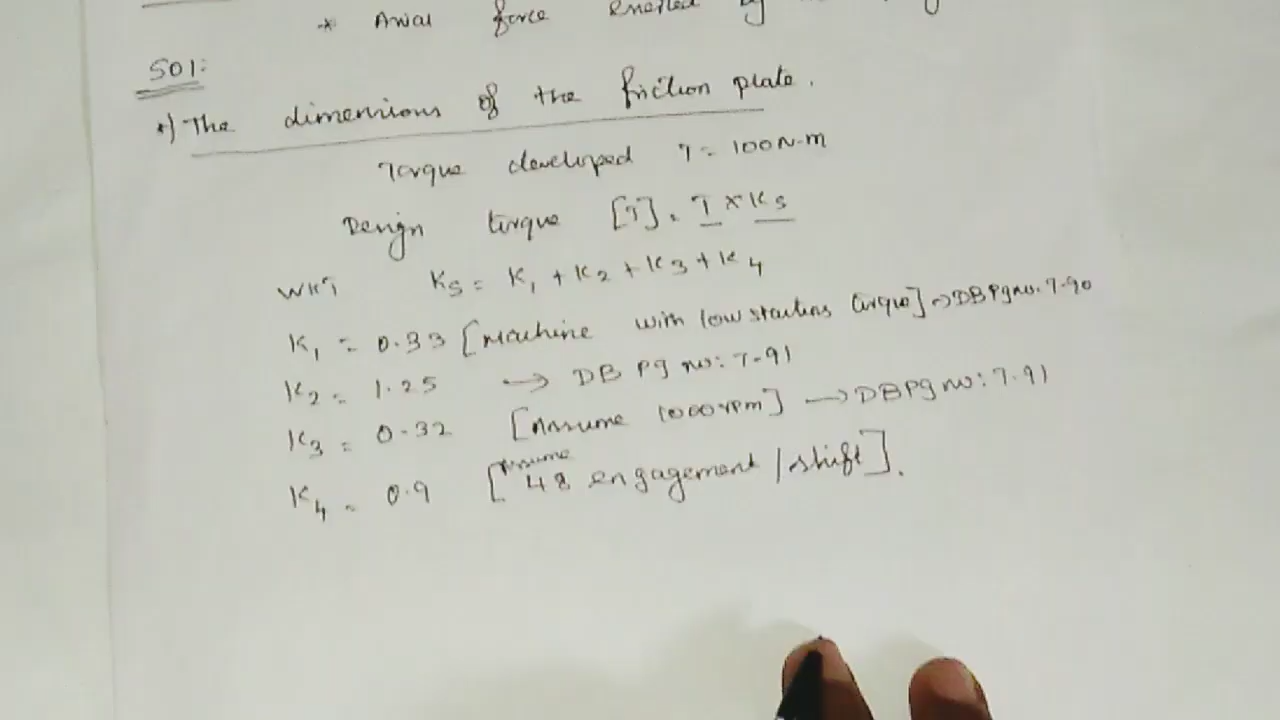 * Axial force exerted by
Sol:
*) The dimensions of the friction plate.
Torque developed T = 100 N-m
Design torque [T] = T × Ks
WKT Ks = K1 + K2 + K3 + K4
K1 = 0.33 [Machine with low starting torque] → DB Pg no: 7.90
K2 = 1.25 → DB Pg no: 7.91
K3 = 0.32 [Assume 1000 rpm] → DB Pg no: 7.91
K4 = 0.9 [Assume 48 engagement / shift].